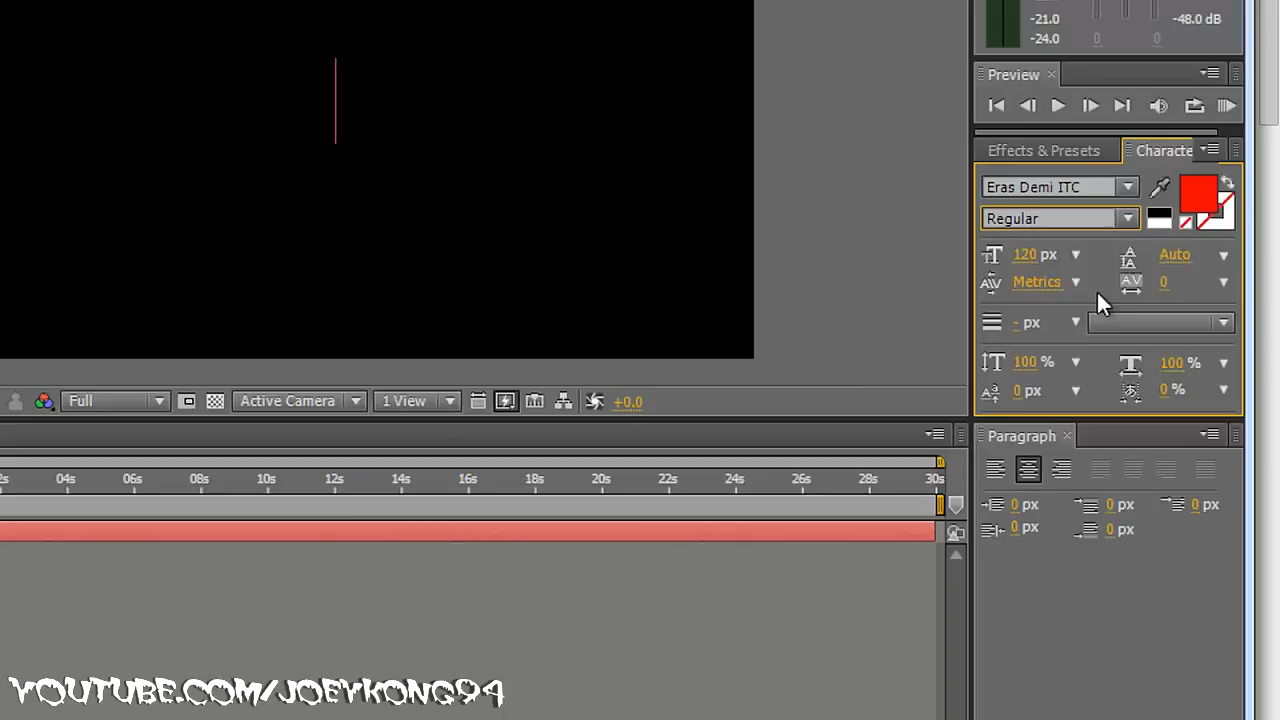 -21.0
-48.0 dB
-24.0
0 0
Preview
Effects & Presets
Characte
Eras Demi ITC
Regular
120 px
Auto
Metrics
0
- px
100 %
100 %
0 px
0 %
Full
Active Camera
1 View
+0.0
Paragraph
04s 06s 08s 10s 12s 14s 16s 18s 20s 22s 24s 26s 28s 30s
0 px 0 px 0 px
0 px 0 px
YOUTUBE.COM/JOEYKONG94